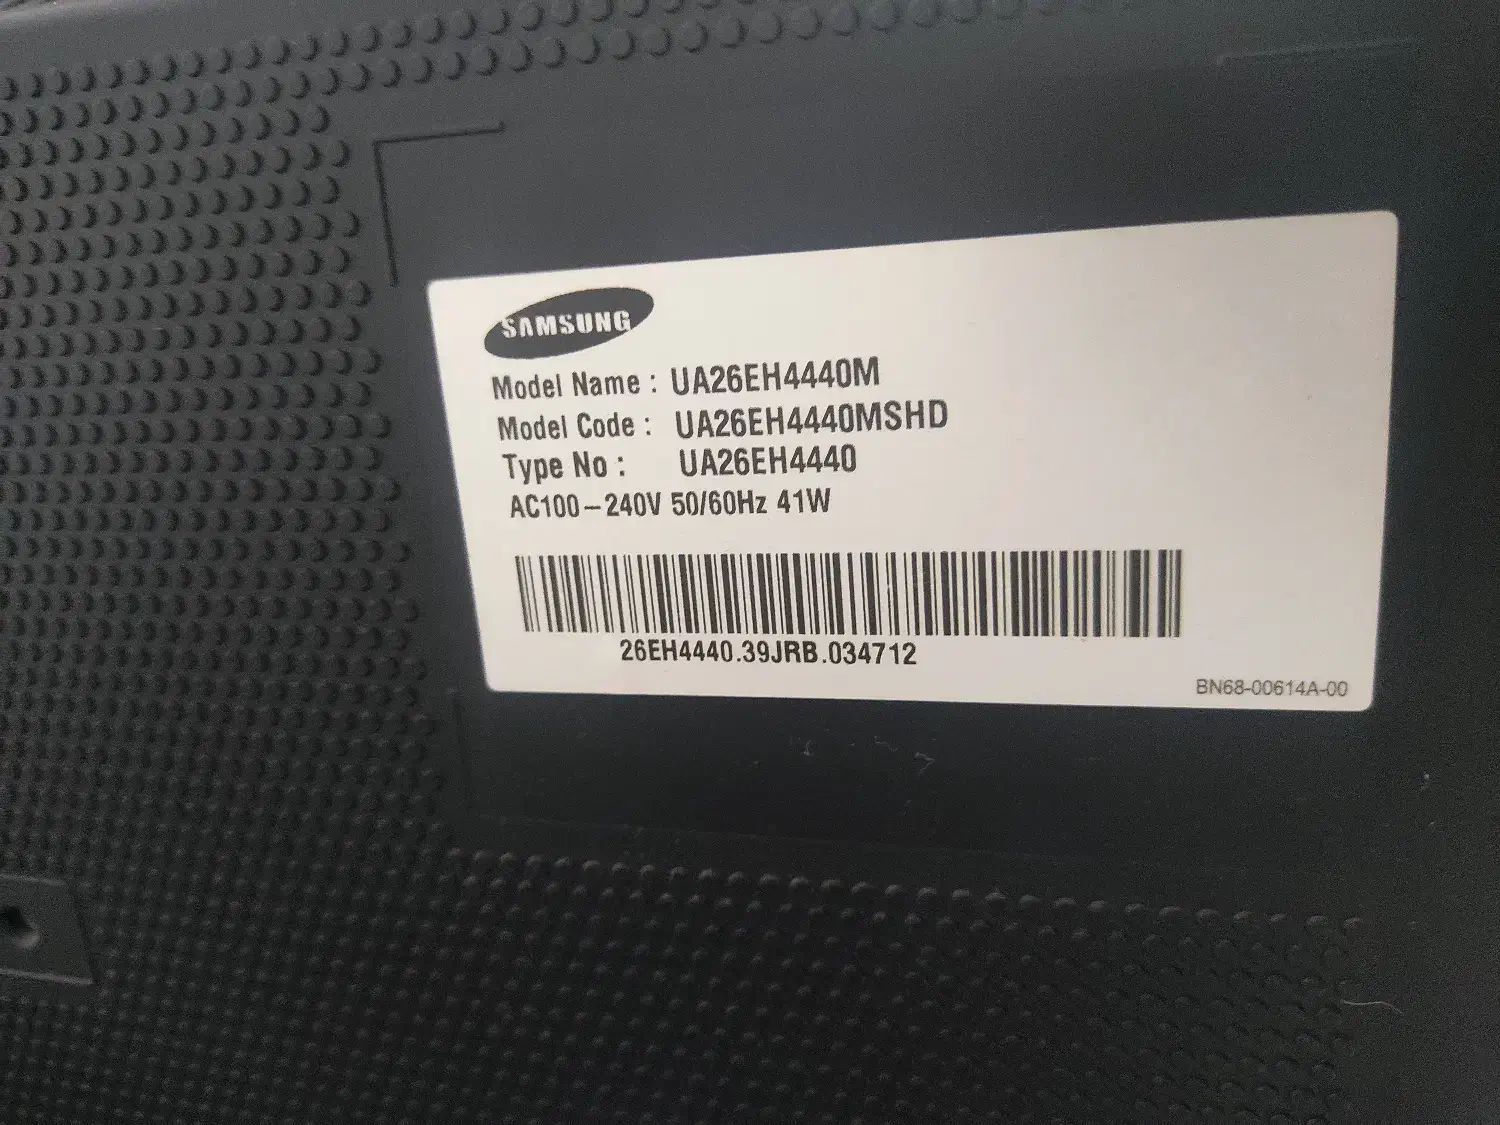 SAMSUNG
Model Name : UA26EH4440M
Model Code : UA26EH4440MSHD
Type No : UA26EH4440
AC100-240V 50/60Hz 41W
26EH4440.39JRB.034712
BN68-00614A-00